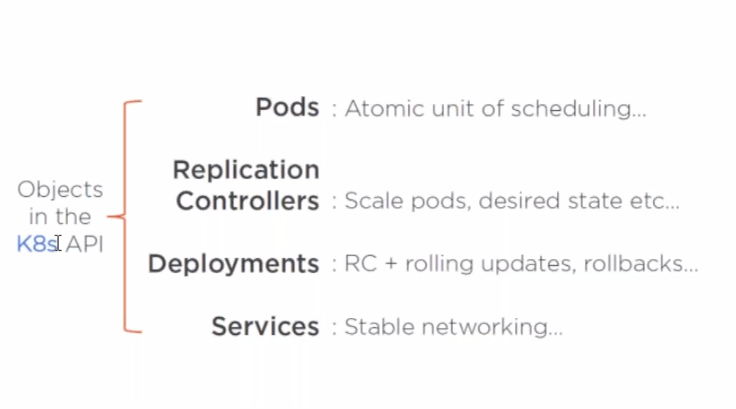 Objects
in the
K8s API
Pods : Atomic unit of scheduling...
Replication
Controllers : Scale pods, desired state etc...
Deployments : RC + rolling updates, rollbacks...
Services : Stable networking...